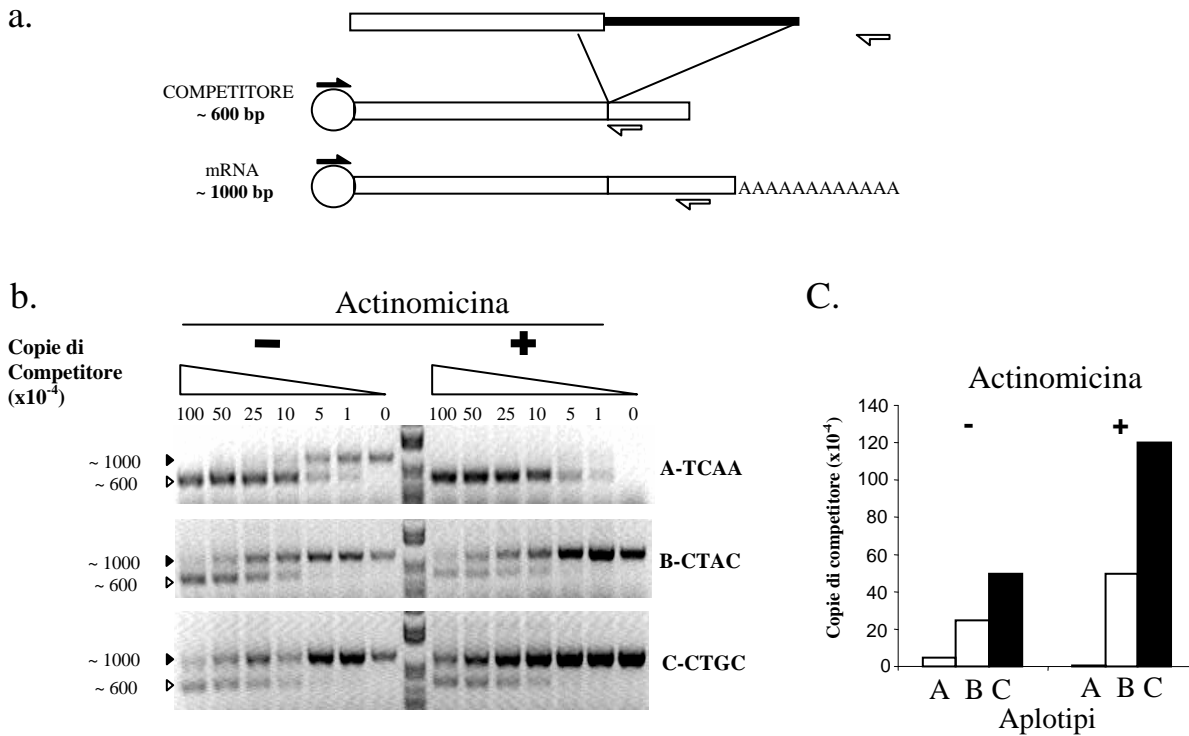 a.
COMPETITORE
~ 600 bp
mRNA
~ 1000 bp
AAAAAAAAAAAA
b.
Actinomicina
Copie di
Competitore
(x10-4)
− +
100 50 25 10 5 1 0 100 50 25 10 5 1 0
~ 1000
~ 600
A-TCAA
~ 1000
~ 600
B-CTAC
~ 1000
~ 600
C-CTGC
C.
Actinomicina
- +
Copie di competitore (x10-4)
140
120
100
80
60
40
20
0
A B C A B C
Aplotipi